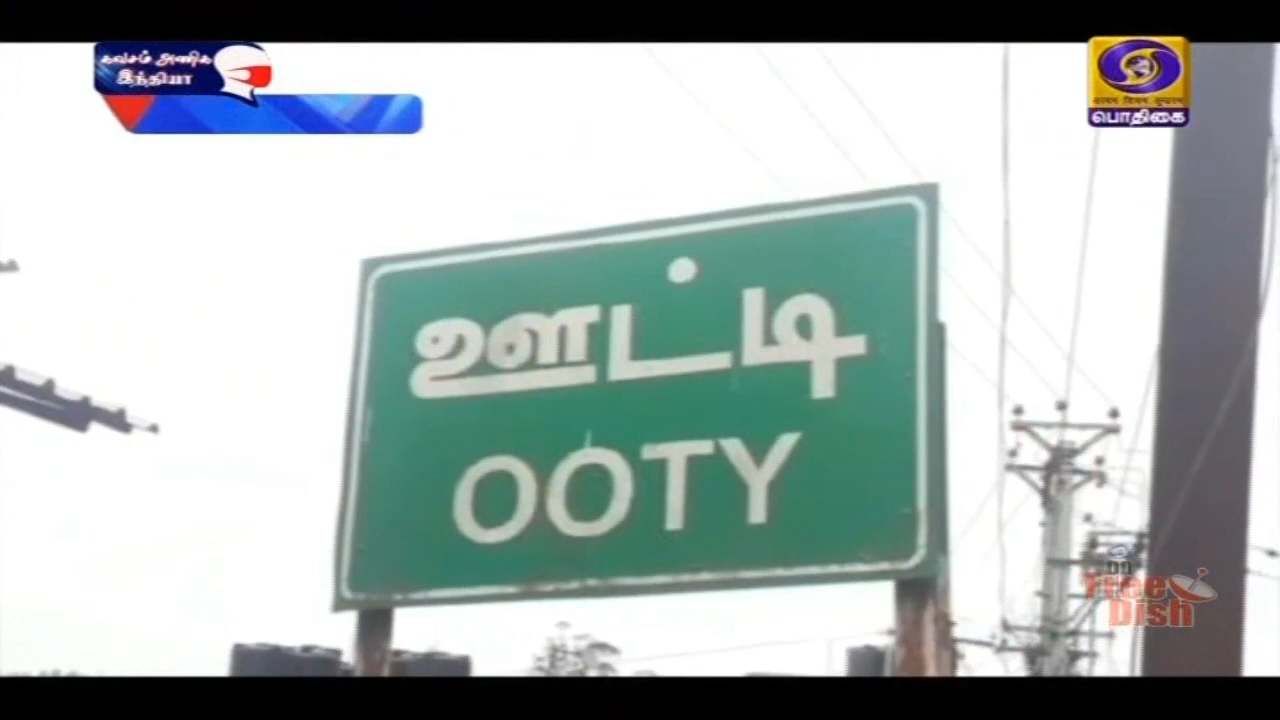 கவசம் அணிக
இந்தியா
பொதிகை
ஊட்டி
OOTY
DD
Free
Dish